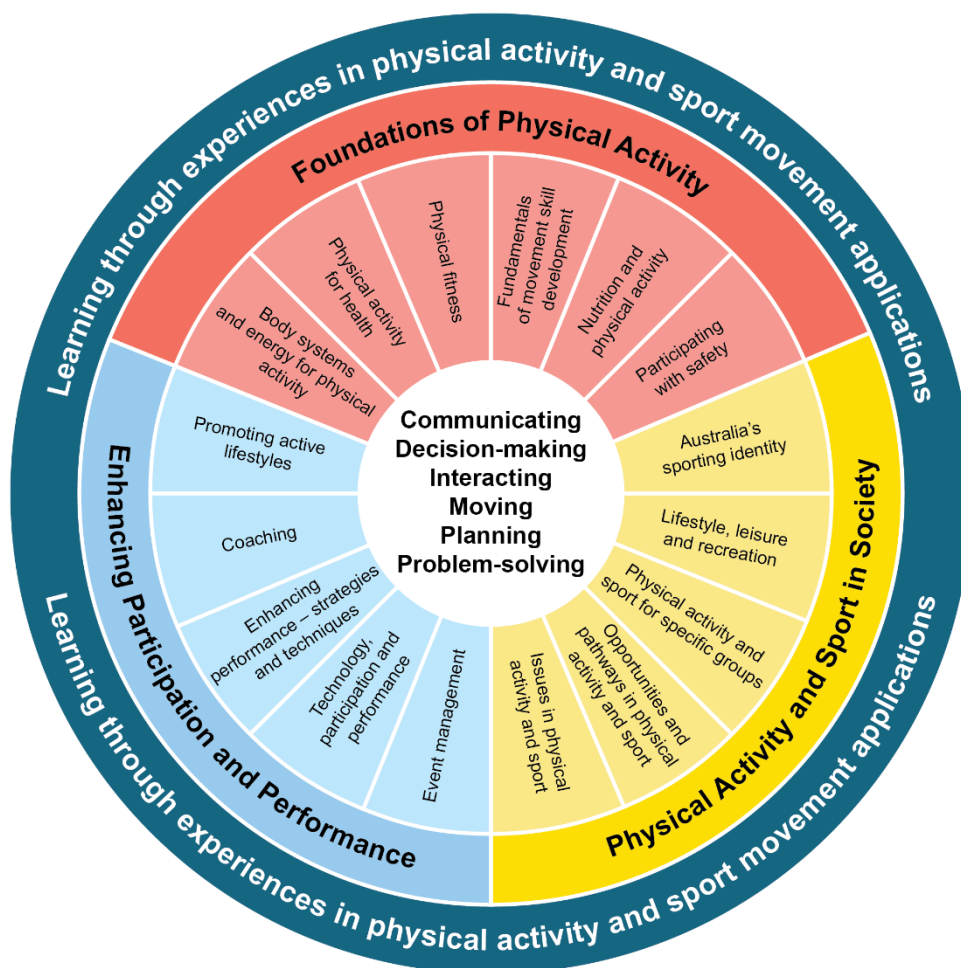 Learning through experiences in physical activity and sport movement applications
Foundations of Physical Activity
Body systems
and energy for physical
activity
Physical activity
for health
Physical fitness
Fundamentals
of movement skill
development
Nutrition and
physical activity
Participating
with safety
Physical Activity and Sport in Society
Australia's
sporting identity
Lifestyle, leisure
and recreation
Physical activity and
sport for specific groups
Opportunities and
pathways in physical
activity and sport
Issues in physical
activity and sport
Enhancing Participation and Performance
Promoting active
lifestyles
Coaching
Enhancing
performance – strategies
and techniques
Technology,
participation and
performance
Event management
Communicating
Decision-making
Interacting
Moving
Planning
Problem-solving
Learning through experiences in physical activity and sport movement applications